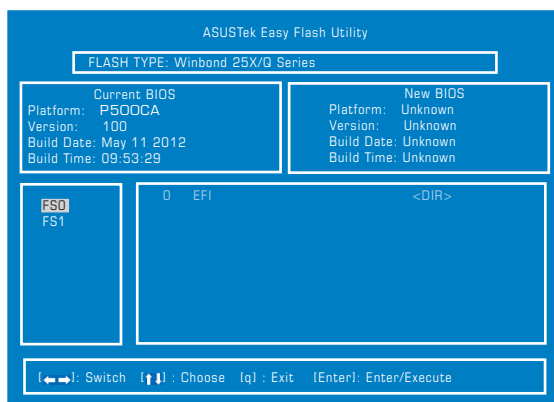 ASUSTek Easy Flash Utility
FLASH TYPE: Winbond 25X/Q Series
Current BIOS
Platform: P500CA
Version: 100
Build Date: May 11 2012
Build Time: 09:53:29
New BIOS
Platform: Unknown
Version: Unknown
Build Date: Unknown
Build Time: Unknown
FS0
FS1
0 EFI <DIR>
[←→]: Switch [↑↓] : Choose [q] : Exit [Enter]: Enter/Execute